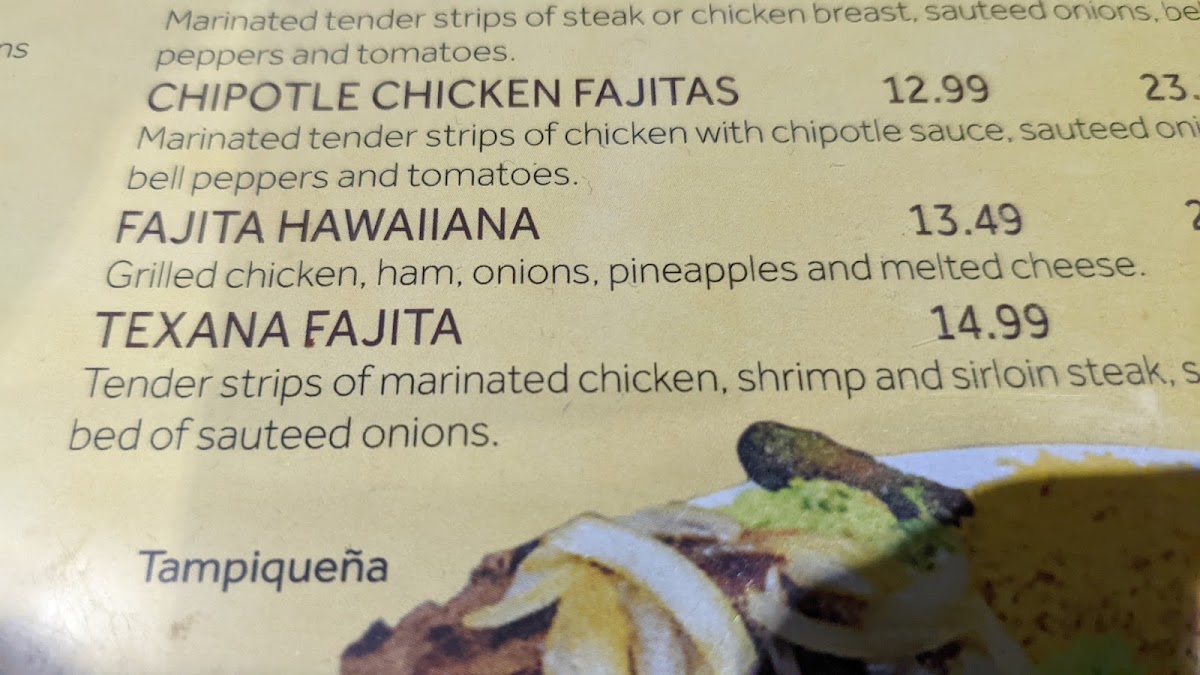 Marinated tender strips of steak or chicken breast, sauteed onions,
ns
peppers and tomatoes.
CHIPOTLE CHICKEN FAJITAS 12.99 23.
Marinated tender strips of chicken with chipotle sauce, sauteed oni
bell peppers and tomatoes.
FAJITA HAWAIIANA 13.49 2
Grilled chicken, ham, onions, pineapples and melted cheese.
TEXANA FAJITA 14.99
Tender strips of marinated chicken, shrimp and sirloin steak, s
bed of sauteed onions.
Tampiqueña